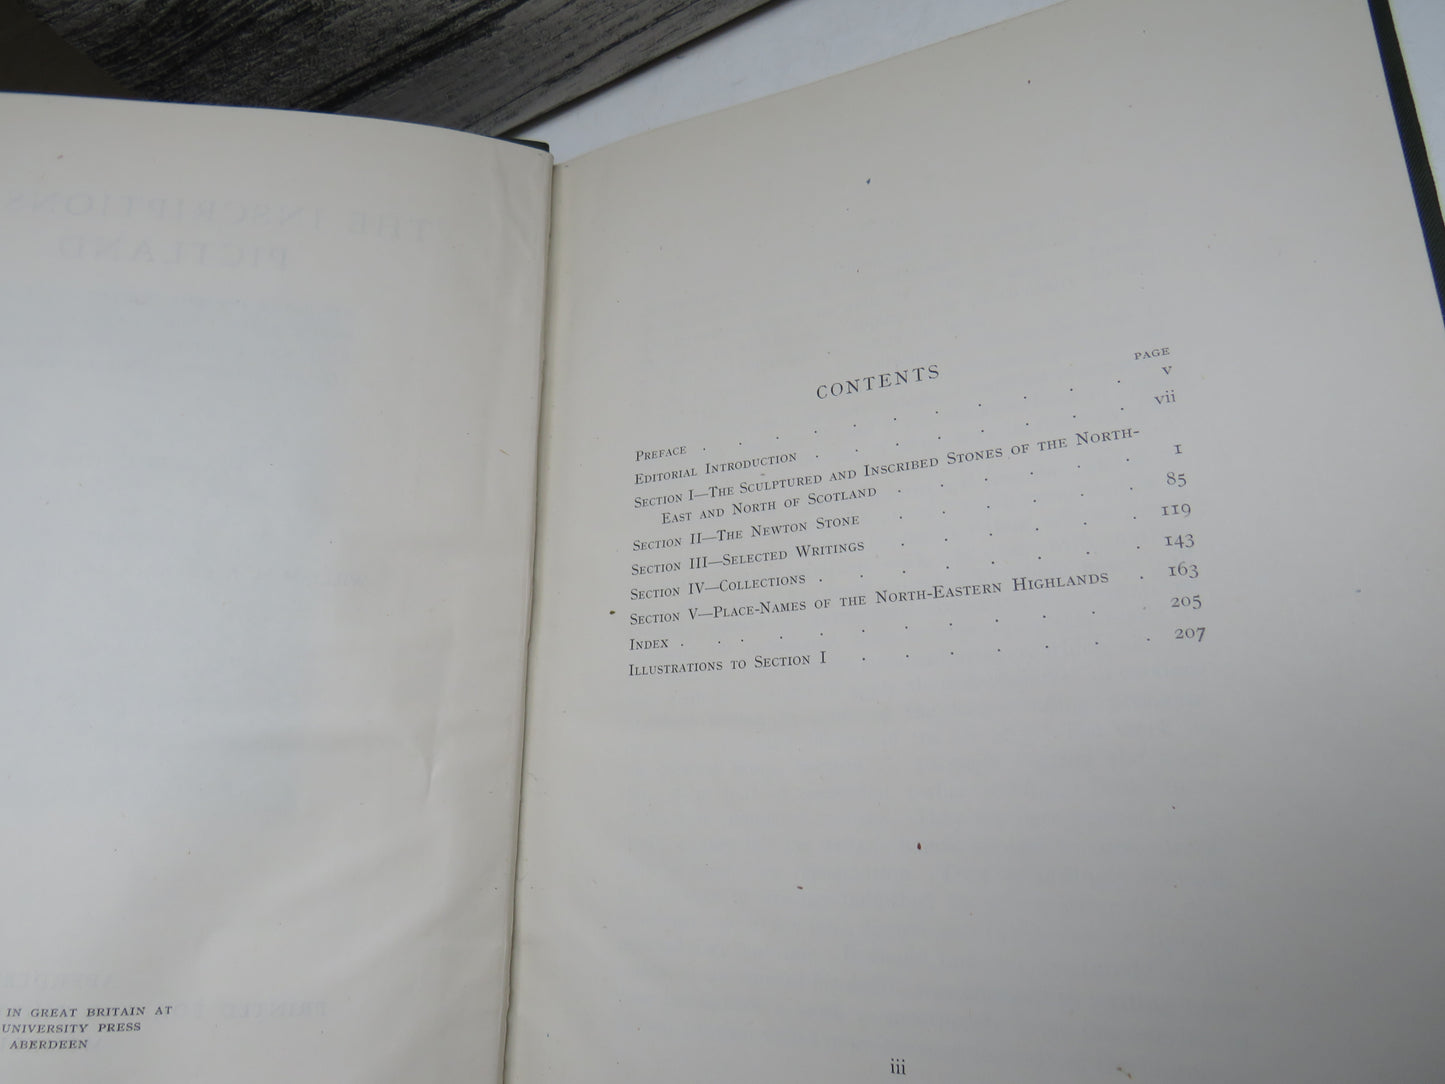 IN GREAT BRITAIN AT
UNIVERSITY PRESS
ABERDEEN
CONTENTS
PAGE
Preface . . . . . . . . . . . v
Editorial Introduction . . . . . . . . vii
Section I—The Sculptured and Inscribed Stones of the North-
East and North of Scotland . . . . . . 1
Section II—The Newton Stone . . . . . . 85
Section III—Selected Writings . . . . . . 119
Section IV—Collections . . . . . . . . 143
Section V—Place-Names of the North-Eastern Highlands . 163
Index . . . . . . . . . . . 205
Illustrations to Section I . . . . . . . 207
iii